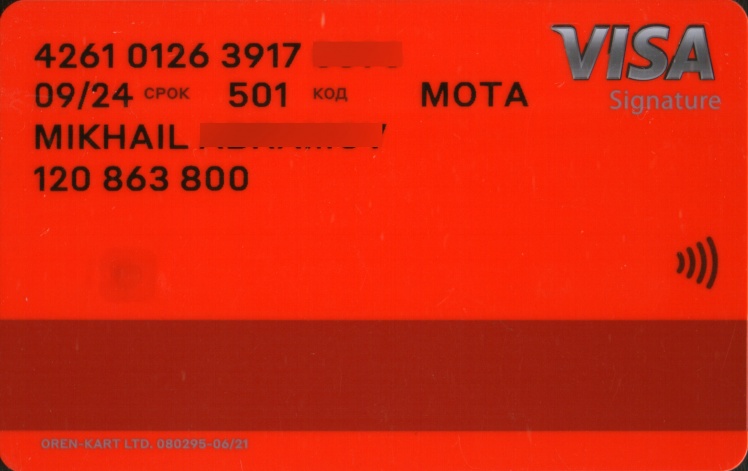 4261 0126 3917
09/24 СРОК 501 КОД МОТА
MIKHAIL
120 863 800
VISA
Signature
OREN-KART LTD. 080295-06/21